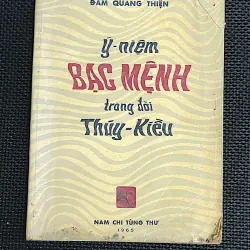 ĐÀM QUANG THIỆN
Ý-niệm
BẠC MỆNH
trong đời
Thúy-Kiều
NAM CHI TÙNG THƯ
1965